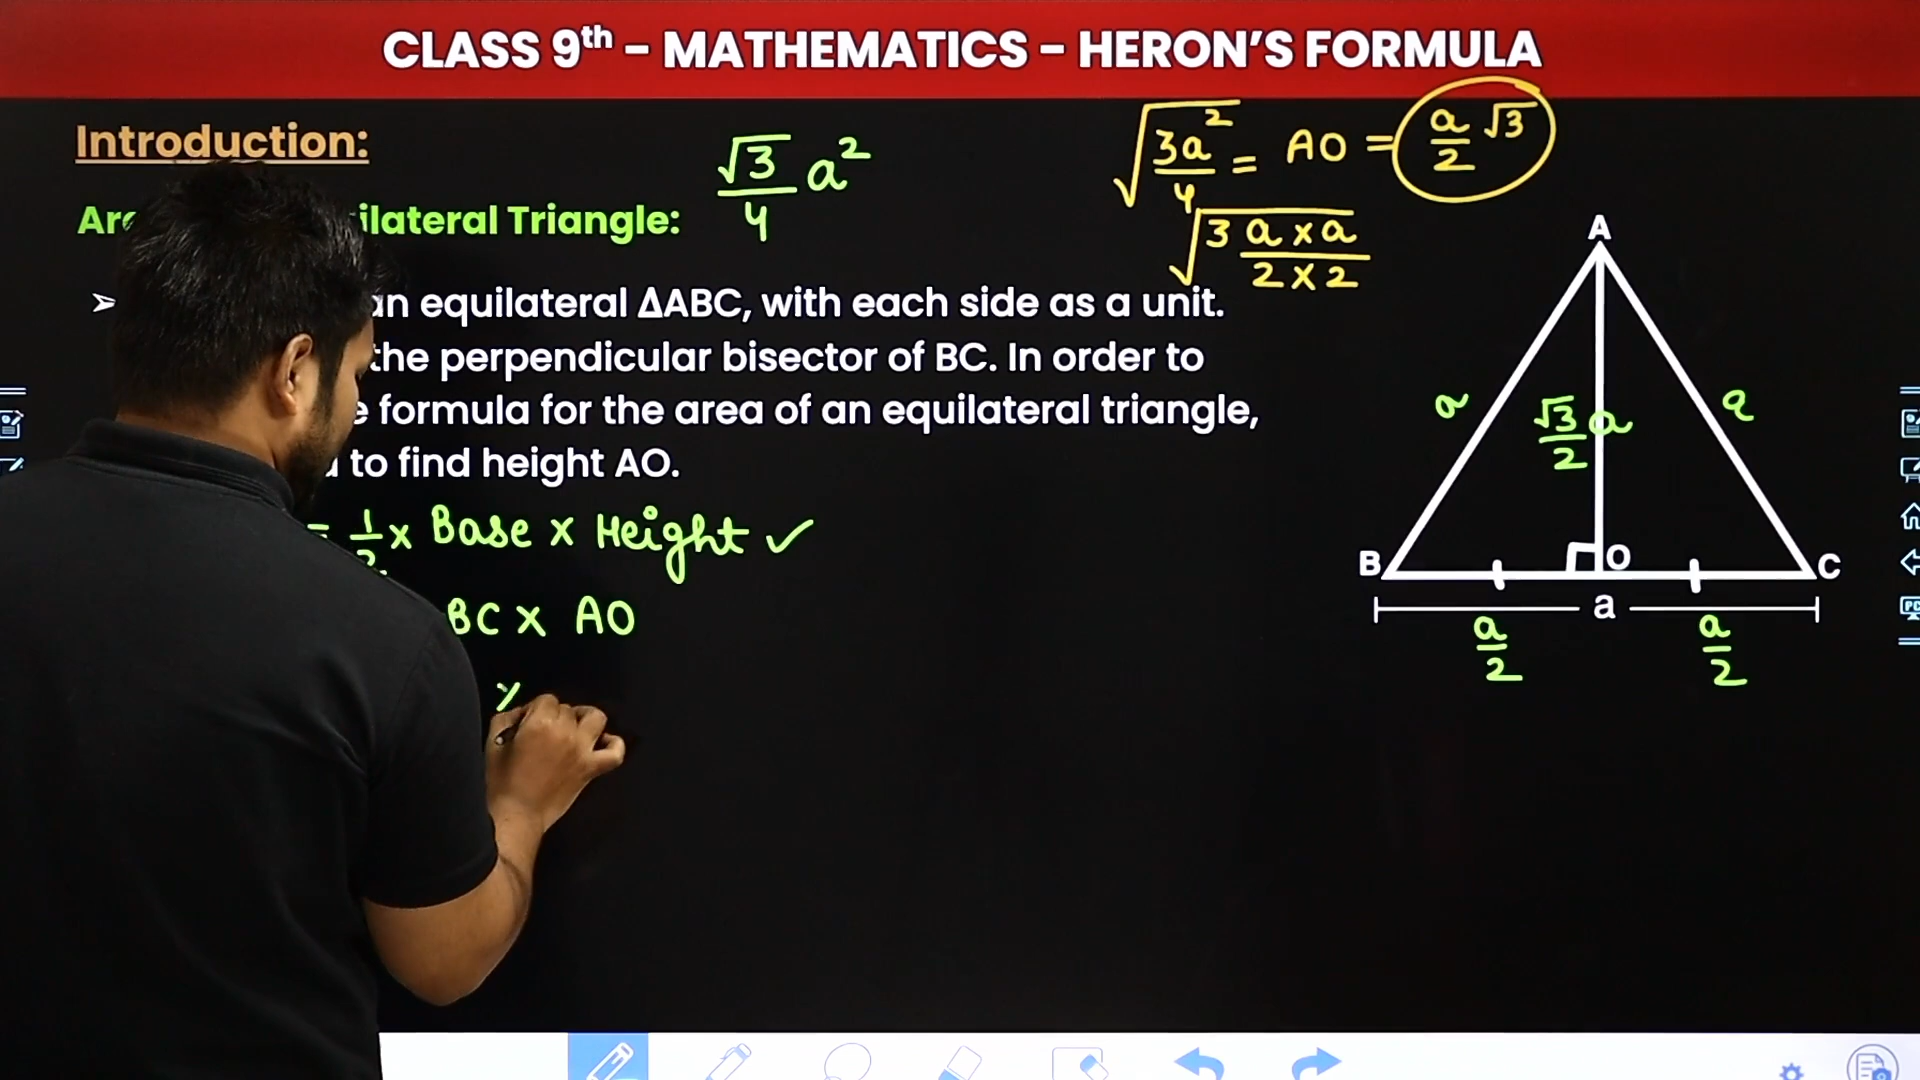 CLASS 9th – MATHEMATICS – HERON’S FORMULA
Introduction:
√3/4 a²
√(3a²/4) = AO = a/2 √3
√(3 a × a / 2 × 2)
ilateral Triangle:
➢ an equilateral ΔABC, with each side as a unit.
the perpendicular bisector of BC. In order to
formula for the area of an equilateral triangle,
to find height AO.
= 1/2 × Base × Height ✓
BC × AO
×
A
a √3/2 a a
B O C
a
a/2 a/2